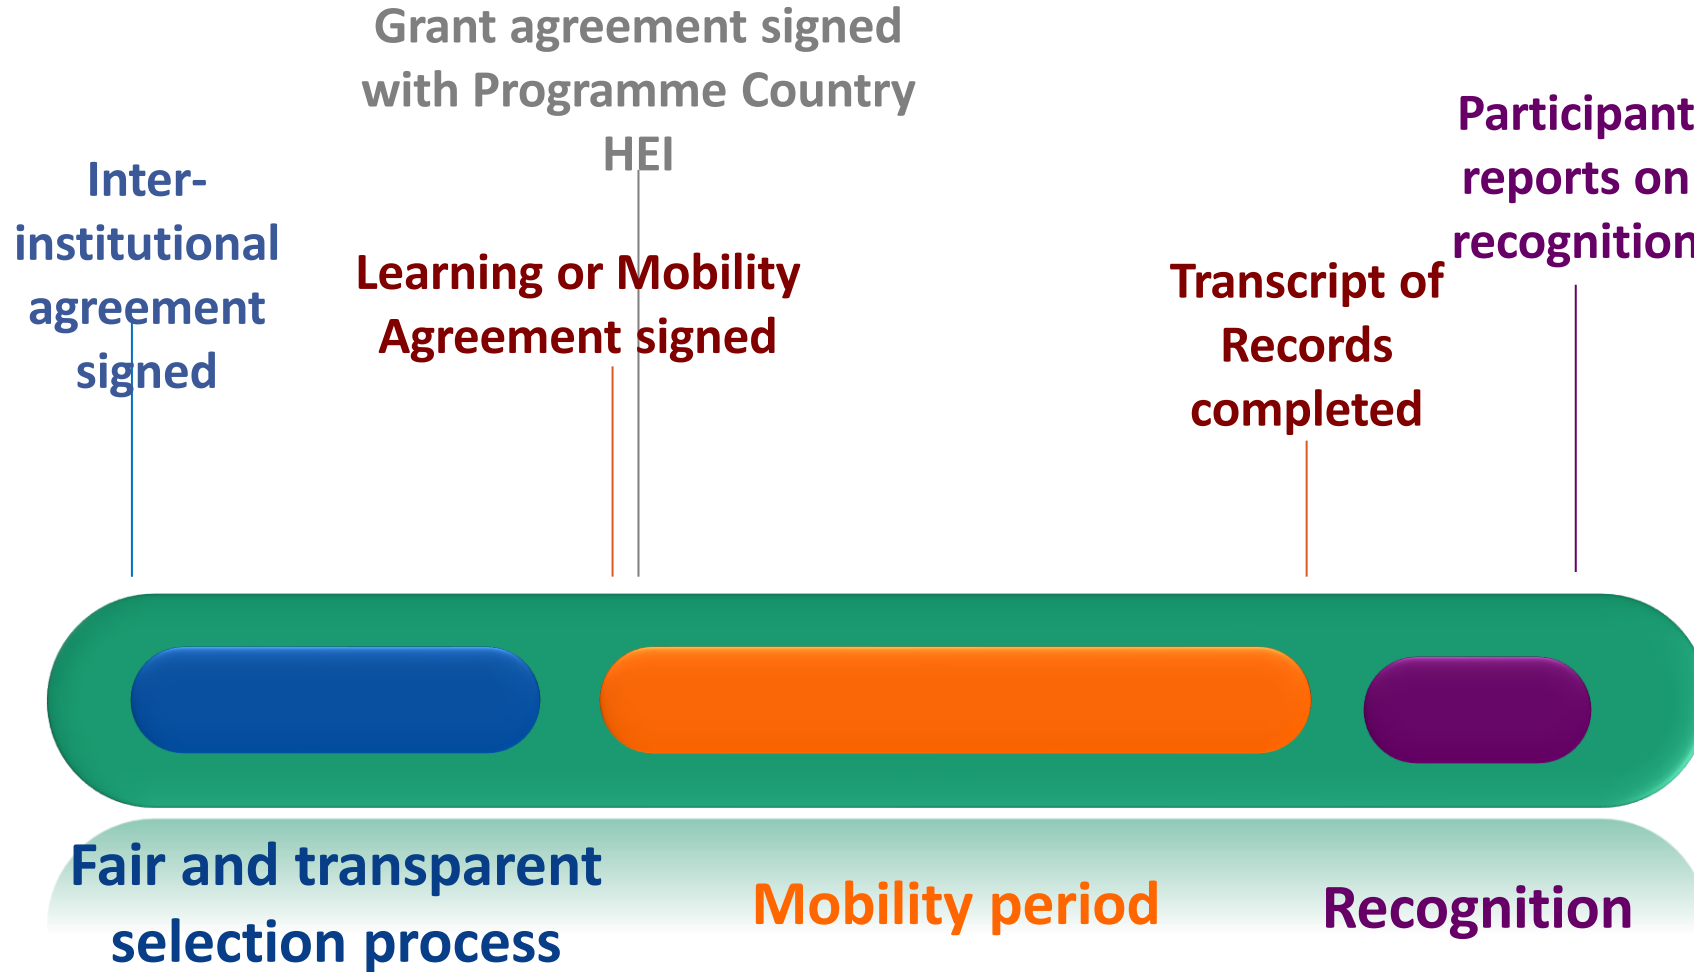 Grant agreement signed
with Programme Country
HEI
Inter-
institutional
agreement
signed
Learning or Mobility
Agreement signed
Transcript of
Records
completed
Participant
reports on
recognition
Fair and transparent
selection process
Mobility period
Recognition